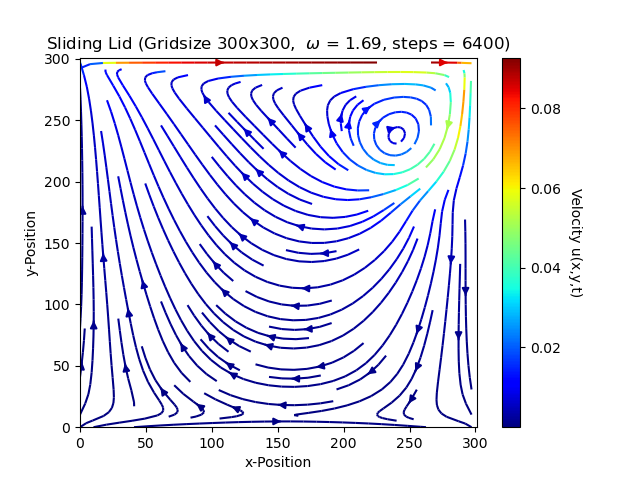 Sliding Lid (Gridsize 300x300, ω = 1.69, steps = 6400)
300
250
200
150
100
50
0
y-Position
0 50 100 150 200 250 300
x-Position
0.08
0.06
0.04
0.02
Velocity u(x,y,t)